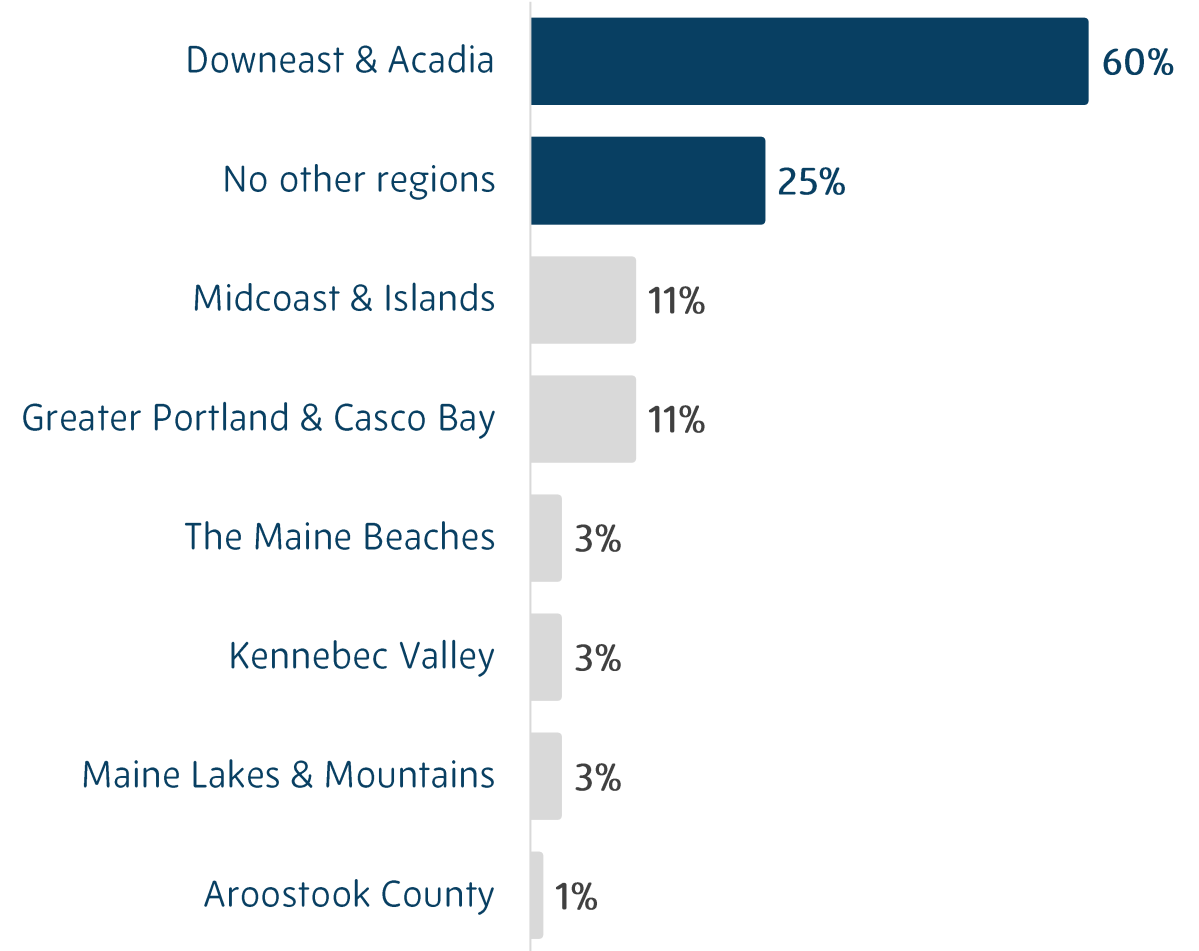 Downeast & Acadia 60%
No other regions 25%
Midcoast & Islands 11%
Greater Portland & Casco Bay 11%
The Maine Beaches 3%
Kennebec Valley 3%
Maine Lakes & Mountains 3%
Aroostook County 1%